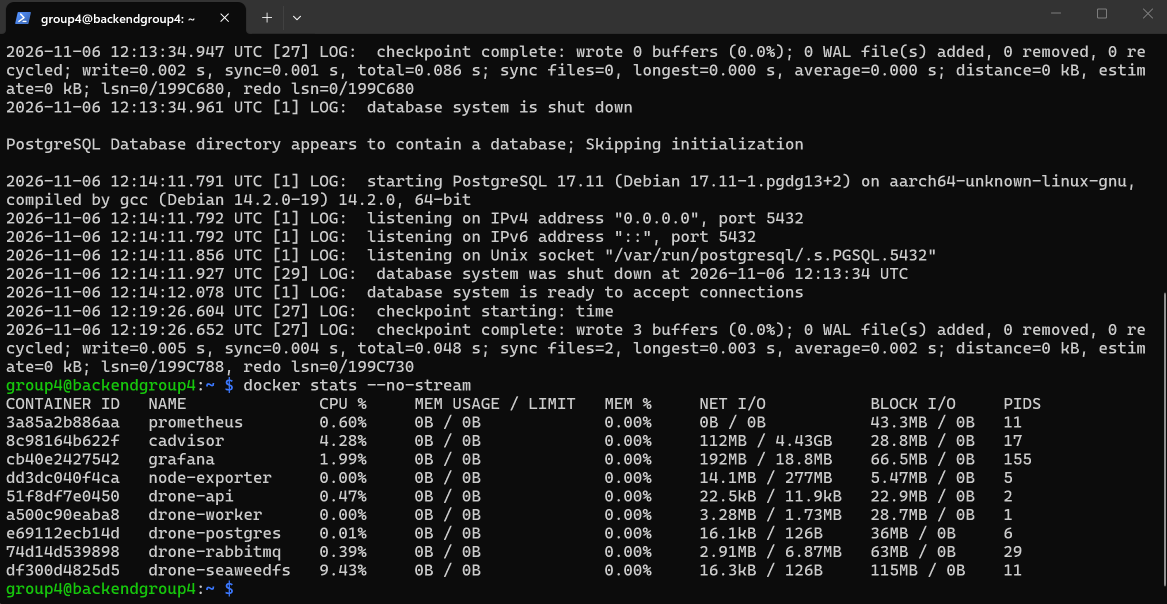 group4@backendgroup4: ~
2026-11-06 12:13:34.947 UTC [27] LOG:  checkpoint complete: wrote 0 buffers (0.0%); 0 WAL file(s) added, 0 removed, 0 re
cycled; write=0.002 s, sync=0.001 s, total=0.086 s; sync files=0, longest=0.000 s, average=0.000 s; distance=0 kB, estim
ate=0 kB; lsn=0/199C680, redo lsn=0/199C680
2026-11-06 12:13:34.961 UTC [1] LOG:  database system is shut down
PostgreSQL Database directory appears to contain a database; Skipping initialization
2026-11-06 12:14:11.791 UTC [1] LOG:  starting PostgreSQL 17.11 (Debian 17.11-1.pgdg13+2) on aarch64-unknown-linux-gnu,
compiled by gcc (Debian 14.2.0-19) 14.2.0, 64-bit
2026-11-06 12:14:11.792 UTC [1] LOG:  listening on IPv4 address "0.0.0.0", port 5432
2026-11-06 12:14:11.792 UTC [1] LOG:  listening on IPv6 address "::", port 5432
2026-11-06 12:14:11.856 UTC [1] LOG:  listening on Unix socket "/var/run/postgresql/.s.PGSQL.5432"
2026-11-06 12:14:11.927 UTC [29] LOG:  database system was shut down at 2026-11-06 12:13:34 UTC
2026-11-06 12:14:12.078 UTC [1] LOG:  database system is ready to accept connections
2026-11-06 12:19:26.604 UTC [27] LOG:  checkpoint starting: time
2026-11-06 12:19:26.652 UTC [27] LOG:  checkpoint complete: wrote 3 buffers (0.0%); 0 WAL file(s) added, 0 removed, 0 re
cycled; write=0.005 s, sync=0.004 s, total=0.048 s; sync files=2, longest=0.003 s, average=0.002 s; distance=0 kB, estim
ate=0 kB; lsn=0/199C788, redo lsn=0/199C730
group4@backendgroup4:~ $ docker stats --no-stream
CONTAINER ID   NAME              CPU %     MEM USAGE / LIMIT   MEM %     NET I/O           BLOCK I/O     PIDS
3a85a2b886aa   prometheus        0.60%     0B / 0B             0.00%     0B / 0B           43.3MB / 0B   11
8c98164b622f   cadvisor          4.28%     0B / 0B             0.00%     112MB / 4.43GB    28.8MB / 0B   17
cb40e2427542   grafana           1.99%     0B / 0B             0.00%     192MB / 18.8MB    66.5MB / 0B   155
dd3dc040f4ca   node-exporter     0.00%     0B / 0B             0.00%     14.1MB / 277MB    5.47MB / 0B   5
51f8df7e0450   drone-api         0.47%     0B / 0B             0.00%     22.5kB / 11.9kB   22.9MB / 0B   2
a500c90eaba8   drone-worker      0.00%     0B / 0B             0.00%     3.28MB / 1.73MB   28.7MB / 0B   1
e69112ecb14d   drone-postgres    0.01%     0B / 0B             0.00%     16.1kB / 126B     36MB / 0B     6
74d14d539898   drone-rabbitmq    0.39%     0B / 0B             0.00%     2.91MB / 6.87MB   63MB / 0B     29
df300d4825d5   drone-seaweedfs   9.43%     0B / 0B             0.00%     16.3kB / 126B     115MB / 0B    11
group4@backendgroup4:~ $